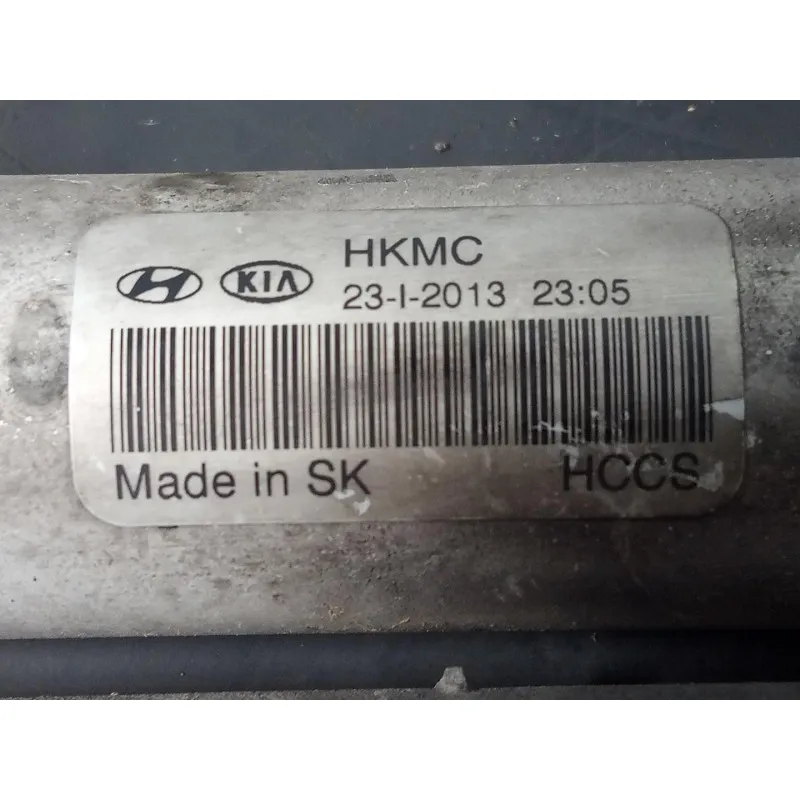 HKMC
KIA
23-I-2013 23:05
Made in SK HCCS